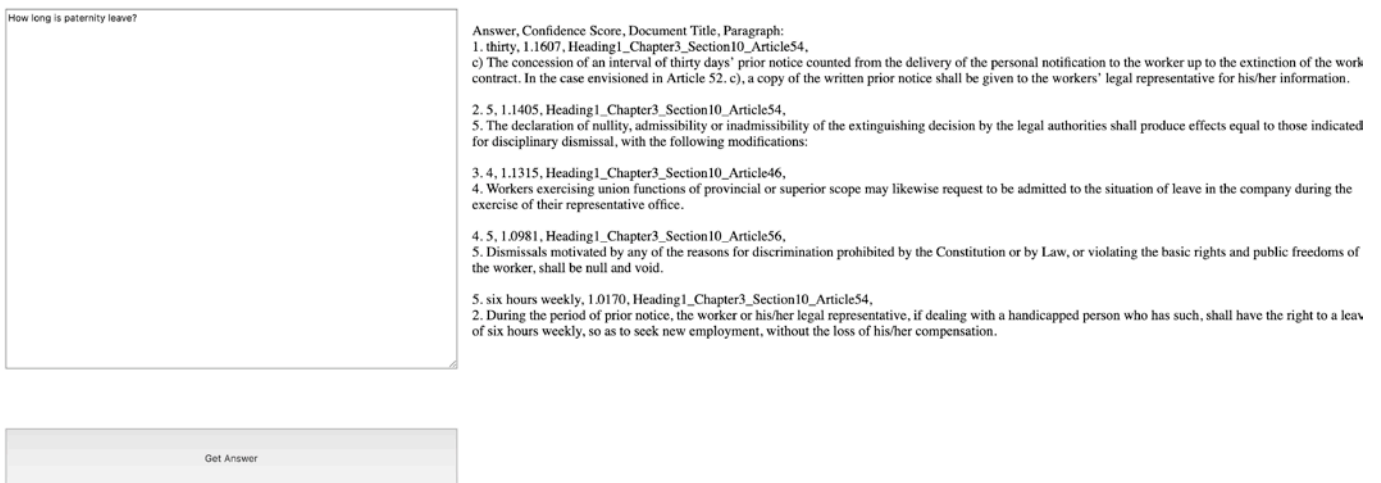 How long is paternity leave?
Answer, Confidence Score, Document Title, Paragraph:
1. thirty, 1.1607, Heading1_Chapter3_Section10_Article54,
c) The concession of an interval of thirty days' prior notice counted from the delivery of the personal notification to the worker up to the extinction of the work
contract. In the case envisioned in Article 52. c), a copy of the written prior notice shall be given to the workers' legal representative for his/her information.
2. 5, 1.1405, Heading1_Chapter3_Section10_Article54,
5. The declaration of nullity, admissibility or inadmissibility of the extinguishing decision by the legal authorities shall produce effects equal to those indicated
for disciplinary dismissal, with the following modifications:
3. 4, 1.1315, Heading1_Chapter3_Section10_Article46,
4. Workers exercising union functions of provincial or superior scope may likewise request to be admitted to the situation of leave in the company during the
exercise of their representative office.
4. 5, 1.0981, Heading1_Chapter3_Section10_Article56,
5. Dismissals motivated by any of the reasons for discrimination prohibited by the Constitution or by Law, or violating the basic rights and public freedoms of
the worker, shall be null and void.
5. six hours weekly, 1.0170, Heading1_Chapter3_Section10_Article54,
2. During the period of prior notice, the worker or his/her legal representative, if dealing with a handicapped person who has such, shall have the right to a leav
of six hours weekly, so as to seek new employment, without the loss of his/her compensation.
Get Answer